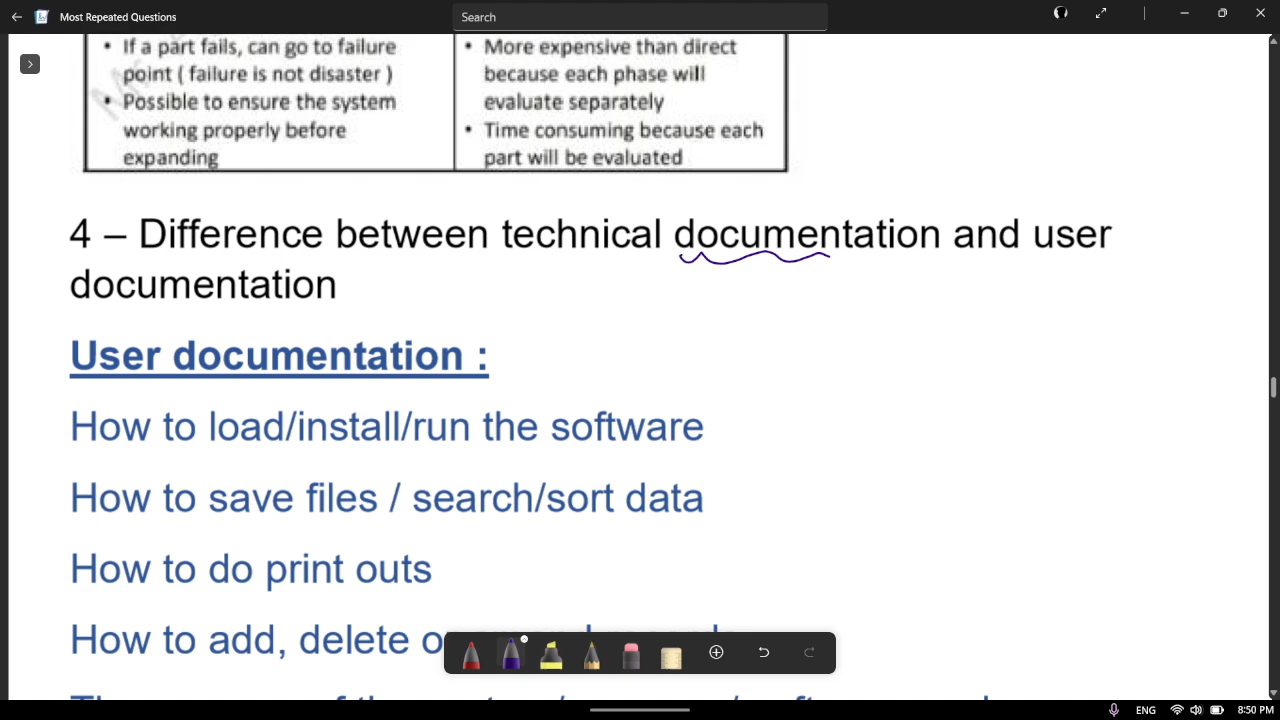 Most Repeated Questions
Search
• If a part fails, can go to failure
point ( failure is not disaster )
• Possible to ensure the system
working properly before
expanding
• More expensive than direct
because each phase will
evaluate separately
• Time consuming because each
part will be evaluated
4 – Difference between technical documentation and user
documentation
User documentation :
How to load/install/run the software
How to save files / search/sort data
How to do print outs
How to add, delete o
ENG
8:50 PM